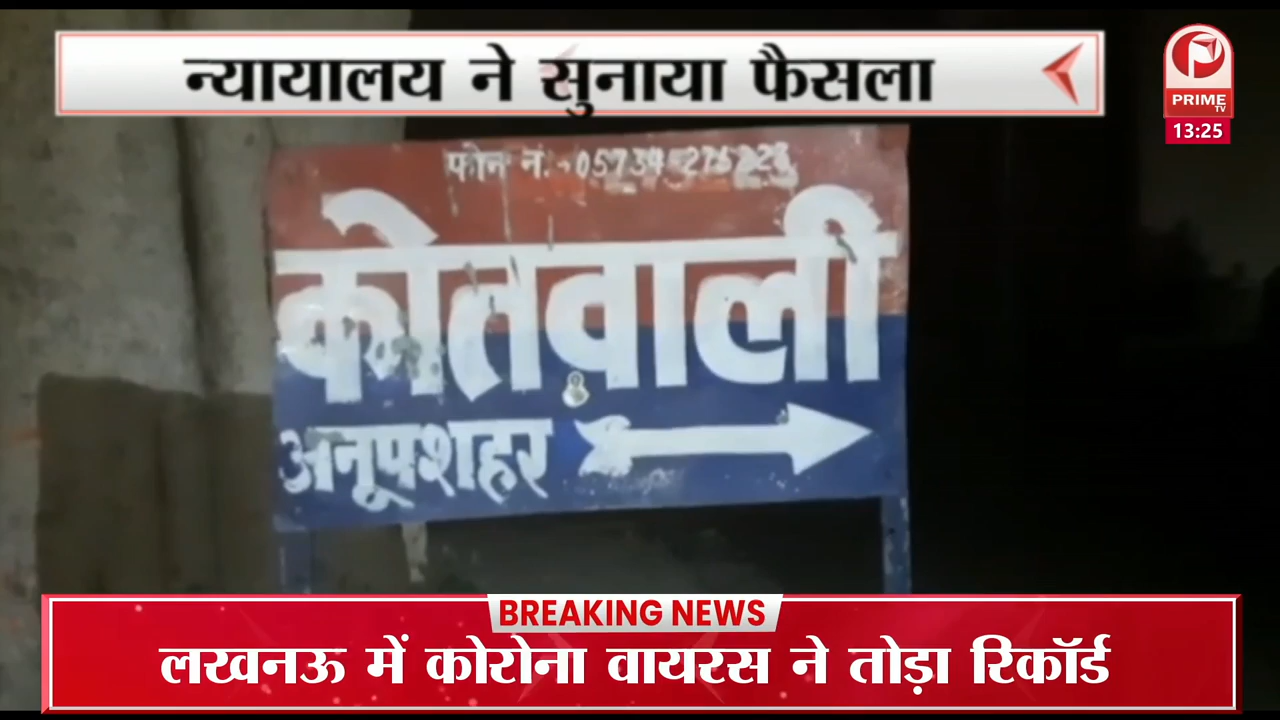 न्यायालय ने सुनाया फैसला
PRIME
TV
13:25
फोन न.
कोतवाली
अनूपशहर
BREAKING NEWS
लखनऊ में कोरोना वायरस ने तोड़ा रिकॉर्ड